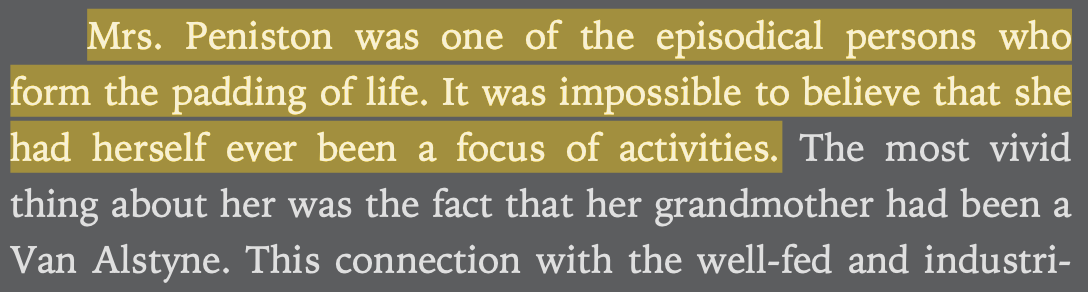 Mrs. Peniston was one of the episodical persons who
form the padding of life. It was impossible to believe that she
had herself ever been a focus of activities. The most vivid
thing about her was the fact that her grandmother had been a
Van Alstyne. This connection with the well-fed and industri-